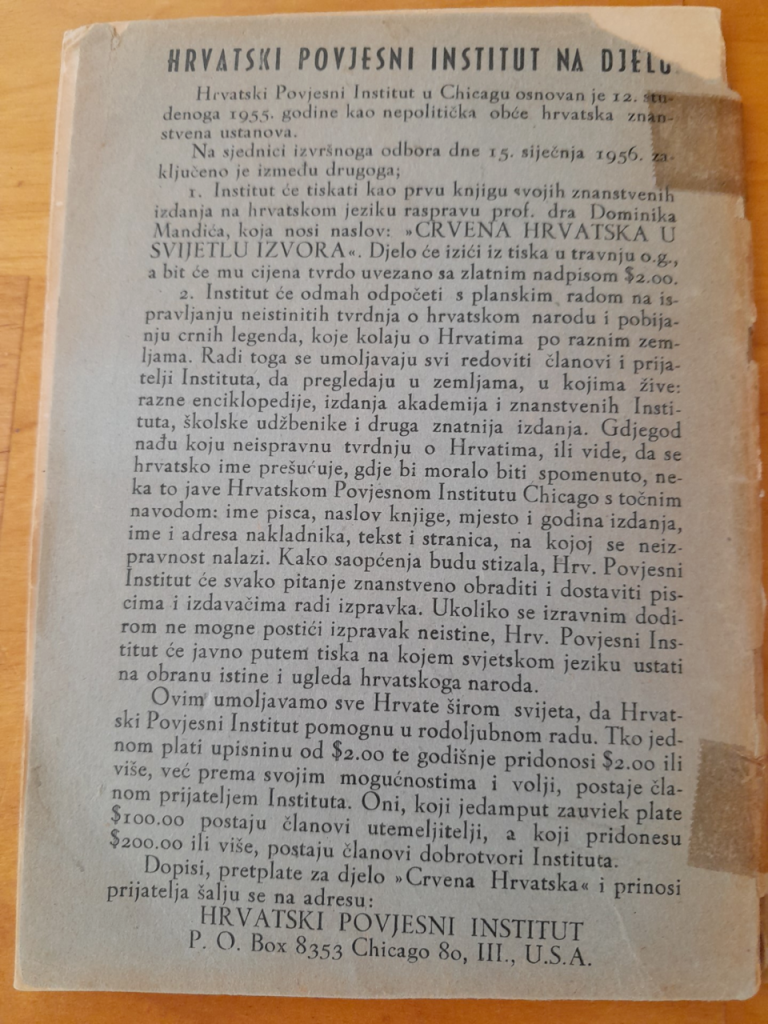 HRVATSKI POVJESNI INSTITUT NA DJELU
Hrvatski Povjesni Institut u Chicagu osnovan je 12. stu-
denoga 1955. godine kao nepolitička obće hrvatska znan-
stvena ustanova.
Na sjednici izvršnoga odbora dne 15. siječnja 1956. za-
ključeno je između drugoga;
1. Institut će tiskati kao prvu knjigu svojih znanstvenih
izdanja na hrvatskom jeziku raspravu prof. dra Dominika
Mandića, koja nosi naslov: »CRVENA HRVATSKA U
SVIJETLU IZVORA«. Djelo će izići iz tiska u travnju o.g.,
a bit će mu cijena tvrdo uvezano sa zlatnim nadpisom $2.00.
2. Institut će odmah odpočeti s planskim radom na is-
pravljanju neistinitih tvrdnja o hrvatskom narodu i pobija-
nju crnih legenda, koje kolaju o Hrvatima po raznim zem-
ljama. Radi toga se umoljavaju svi redoviti članovi i prija-
telji Instituta, da pregledaju u zemljama, u kojima žive:
razne enciklopedije, izdanja akademija i znanstvenih Insti-
tuta, školske udžbenike i druga znatnija izdanja. Gdjegod
nađu koju neispravnu tvrdnju o Hrvatima, ili vide, da se
hrvatsko ime prešućuje, gdje bi moralo biti spomenuto, ne-
ka to jave Hrvatskom Povjesnom Institutu Chicago s točnim
navodom: ime pisca, naslov knjige, mjesto i godina izdanja,
ime i adresa nakladnika, tekst i stranica, na kojoj se neiz-
pravnost nalazi. Kako saopćenja budu stizala, Hrv. Povjesni
Institut će svako pitanje znanstveno obraditi i dostaviti pis-
cima i izdavačima radi izpravka. Ukoliko se izravnim dodi-
rom ne mogne postići izpravak neistine, Hrv. Povjesni Ins-
titut će javno putem tiska na kojem svjetskom jeziku ustati
na obranu istine i ugleda hrvatskoga naroda.
Ovim umoljavamo sve Hrvate širom svijeta, da Hrvat-
ski Povjesni Institut pomognu u rodoljubnom radu. Tko jed-
nom plati upisninu od $2.00 te godišnje pridonosi $2.00 ili
više, već prema svojim mogućnostima i volji, postaje čla-
nom prijateljem Instituta. Oni, koji jedamput zauviek plate
$100.00 postaju članovi utemeljitelji, a koji pridonesu
$200.00 ili više, postaju članovi dobrotvori Instituta.
Dopisi, pretplate za djelo »Crvena Hrvatska« i prinosi
prijatelja šalju se na adresu:
HRVATSKI POVJESNI INSTITUT
P. O. Box 8353 Chicago 80, III., U.S.A.